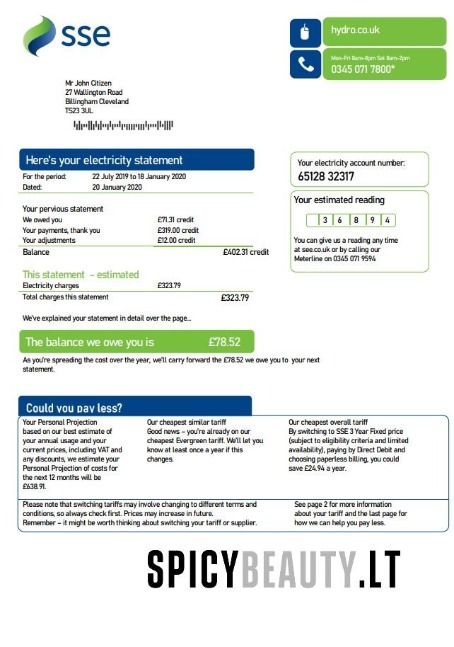 sse
hydro.co.uk
Mon-Fri 8am-8pm Sat 8am-2pm
0345 071 7800*
Mr John Citizen
27 Wallington Road
Billingham Cleveland
TS23 3UL
Here's your electricity statement
For the period: 22 July 2019 to 18 January 2020
Dated: 20 January 2020
Your electricity account number:
65128 32317
Your pervious statement
We owed you £71.31 credit
Your payments, thank you £319.00 credit
Your adjustments £12.00 credit
Balance £402.31 credit
Your estimated reading
3 6 8 9 4
You can give us a reading any time
at sse.co.uk or by calling our
Meterline on 0345 071 9594
This statement - estimated
Electricity charges £323.79
Total charges this statement £323.79
We've explained your statement in detail over the page...
The balance we owe you is £78.52
As you're spreading the cost over the year, we'll carry forward the £78.52 we owe you to your next
statement.
Could you pay less?
Your Personal Projection
based on our best estimate of
your annual usage and your
current prices, including VAT and
any discounts, we estimate your
Personal Projection of costs for
the next 12 months will be
£638.91.
Our cheapest similar tariff
Good news – you're already on our
cheapest Evergreen tariff. We'll let you
know at least once a year if this
changes.
Our cheapest overall tariff
By switching to SSE 3 Year Fixed price
(subject to eligibility criteria and limited
availability), paying by Direct Debit and
choosing paperless billing, you could
save £24.94 a year.
Please note that switching tariffs may involve changing to different terms and
conditions, so always check first. Prices may increase in future.
Remember – it might be worth thinking about switching your tariff or supplier.
See page 2 for more information
about your tariff and the last page for
how we can help you pay less.
SPICYBEAUTY.LT